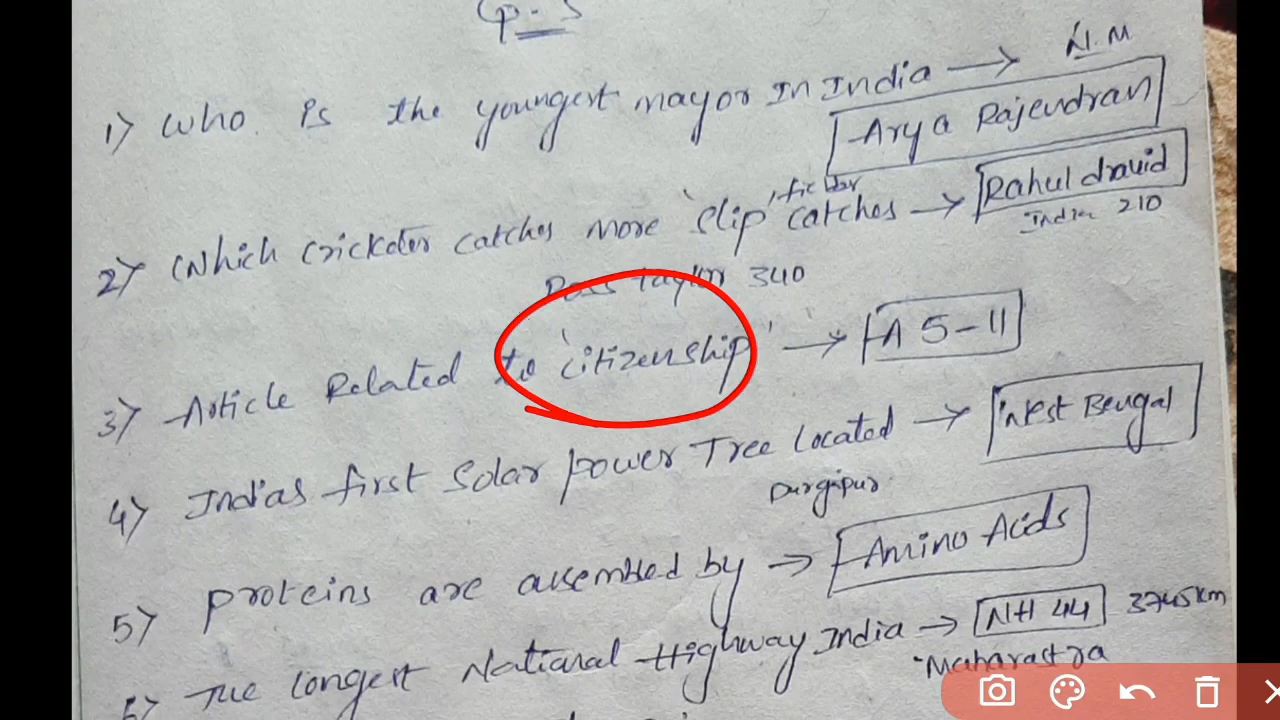 G.S
N.M
1) Who is the youngest mayor In India → Arya Rajendran
fielder
2) Which cricketer catches more 'slip' catches → Rahul dravid
India 210
Ross Taylor 340
3) Article Related to 'citizenship' → A 5-11
4) Indias first Solar power Tree located → West Bengal
Durgapur
5) proteins are assembled by → Amino Acids
6) The longest National Highway India → NH 44 3745km
Maharastra